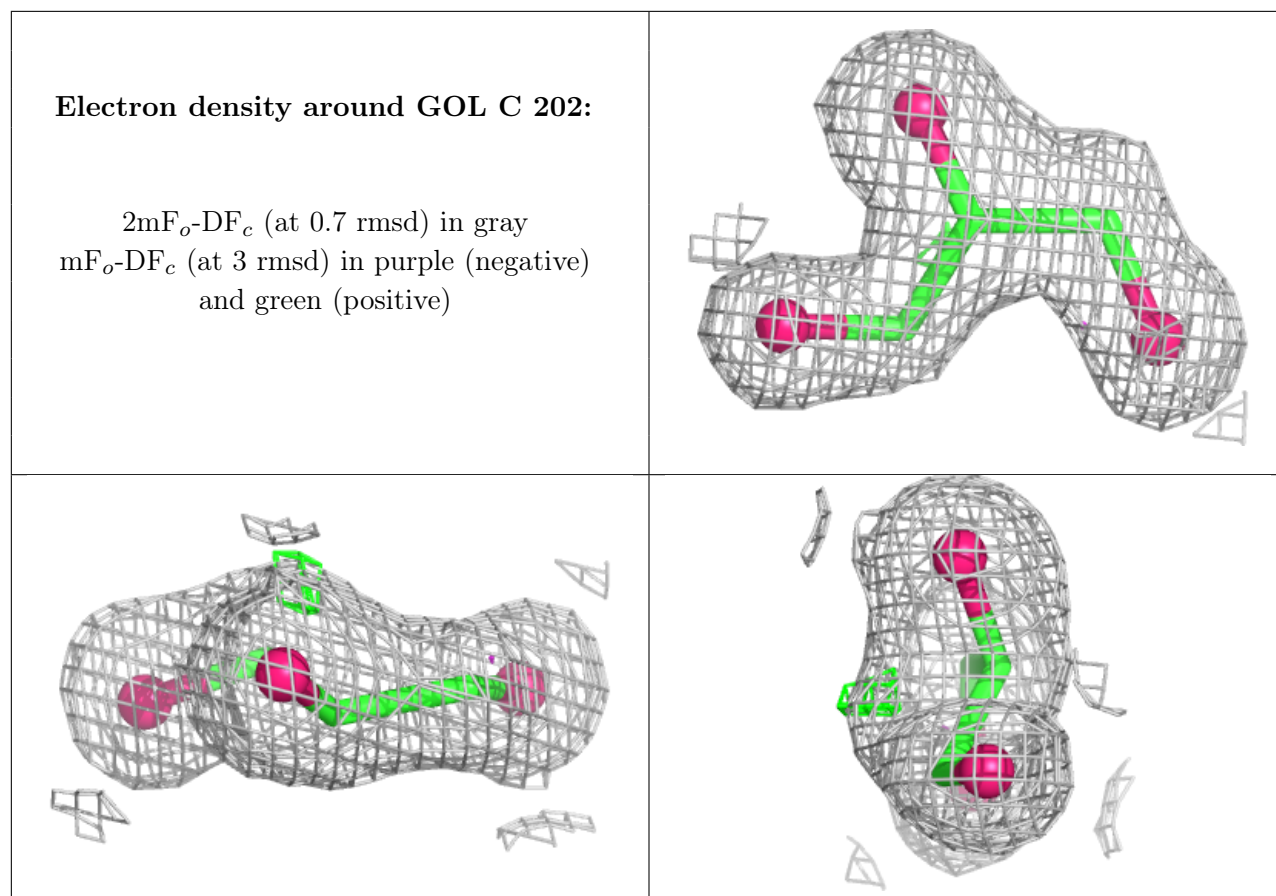 Electron density around GOL C 202:
2mFo-DFc (at 0.7 rmsd) in gray
mFo-DFc (at 3 rmsd) in purple (negative)
and green (positive)